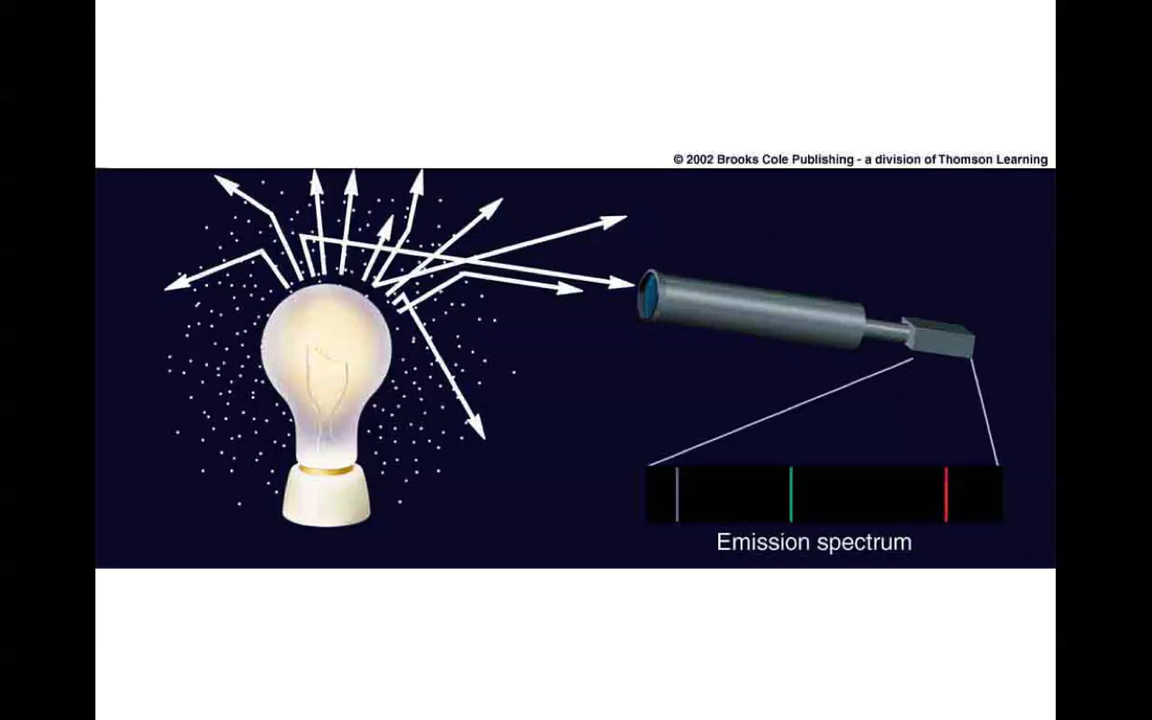 © 2002 Brooks Cole Publishing - a division of Thomson Learning
Emission spectrum